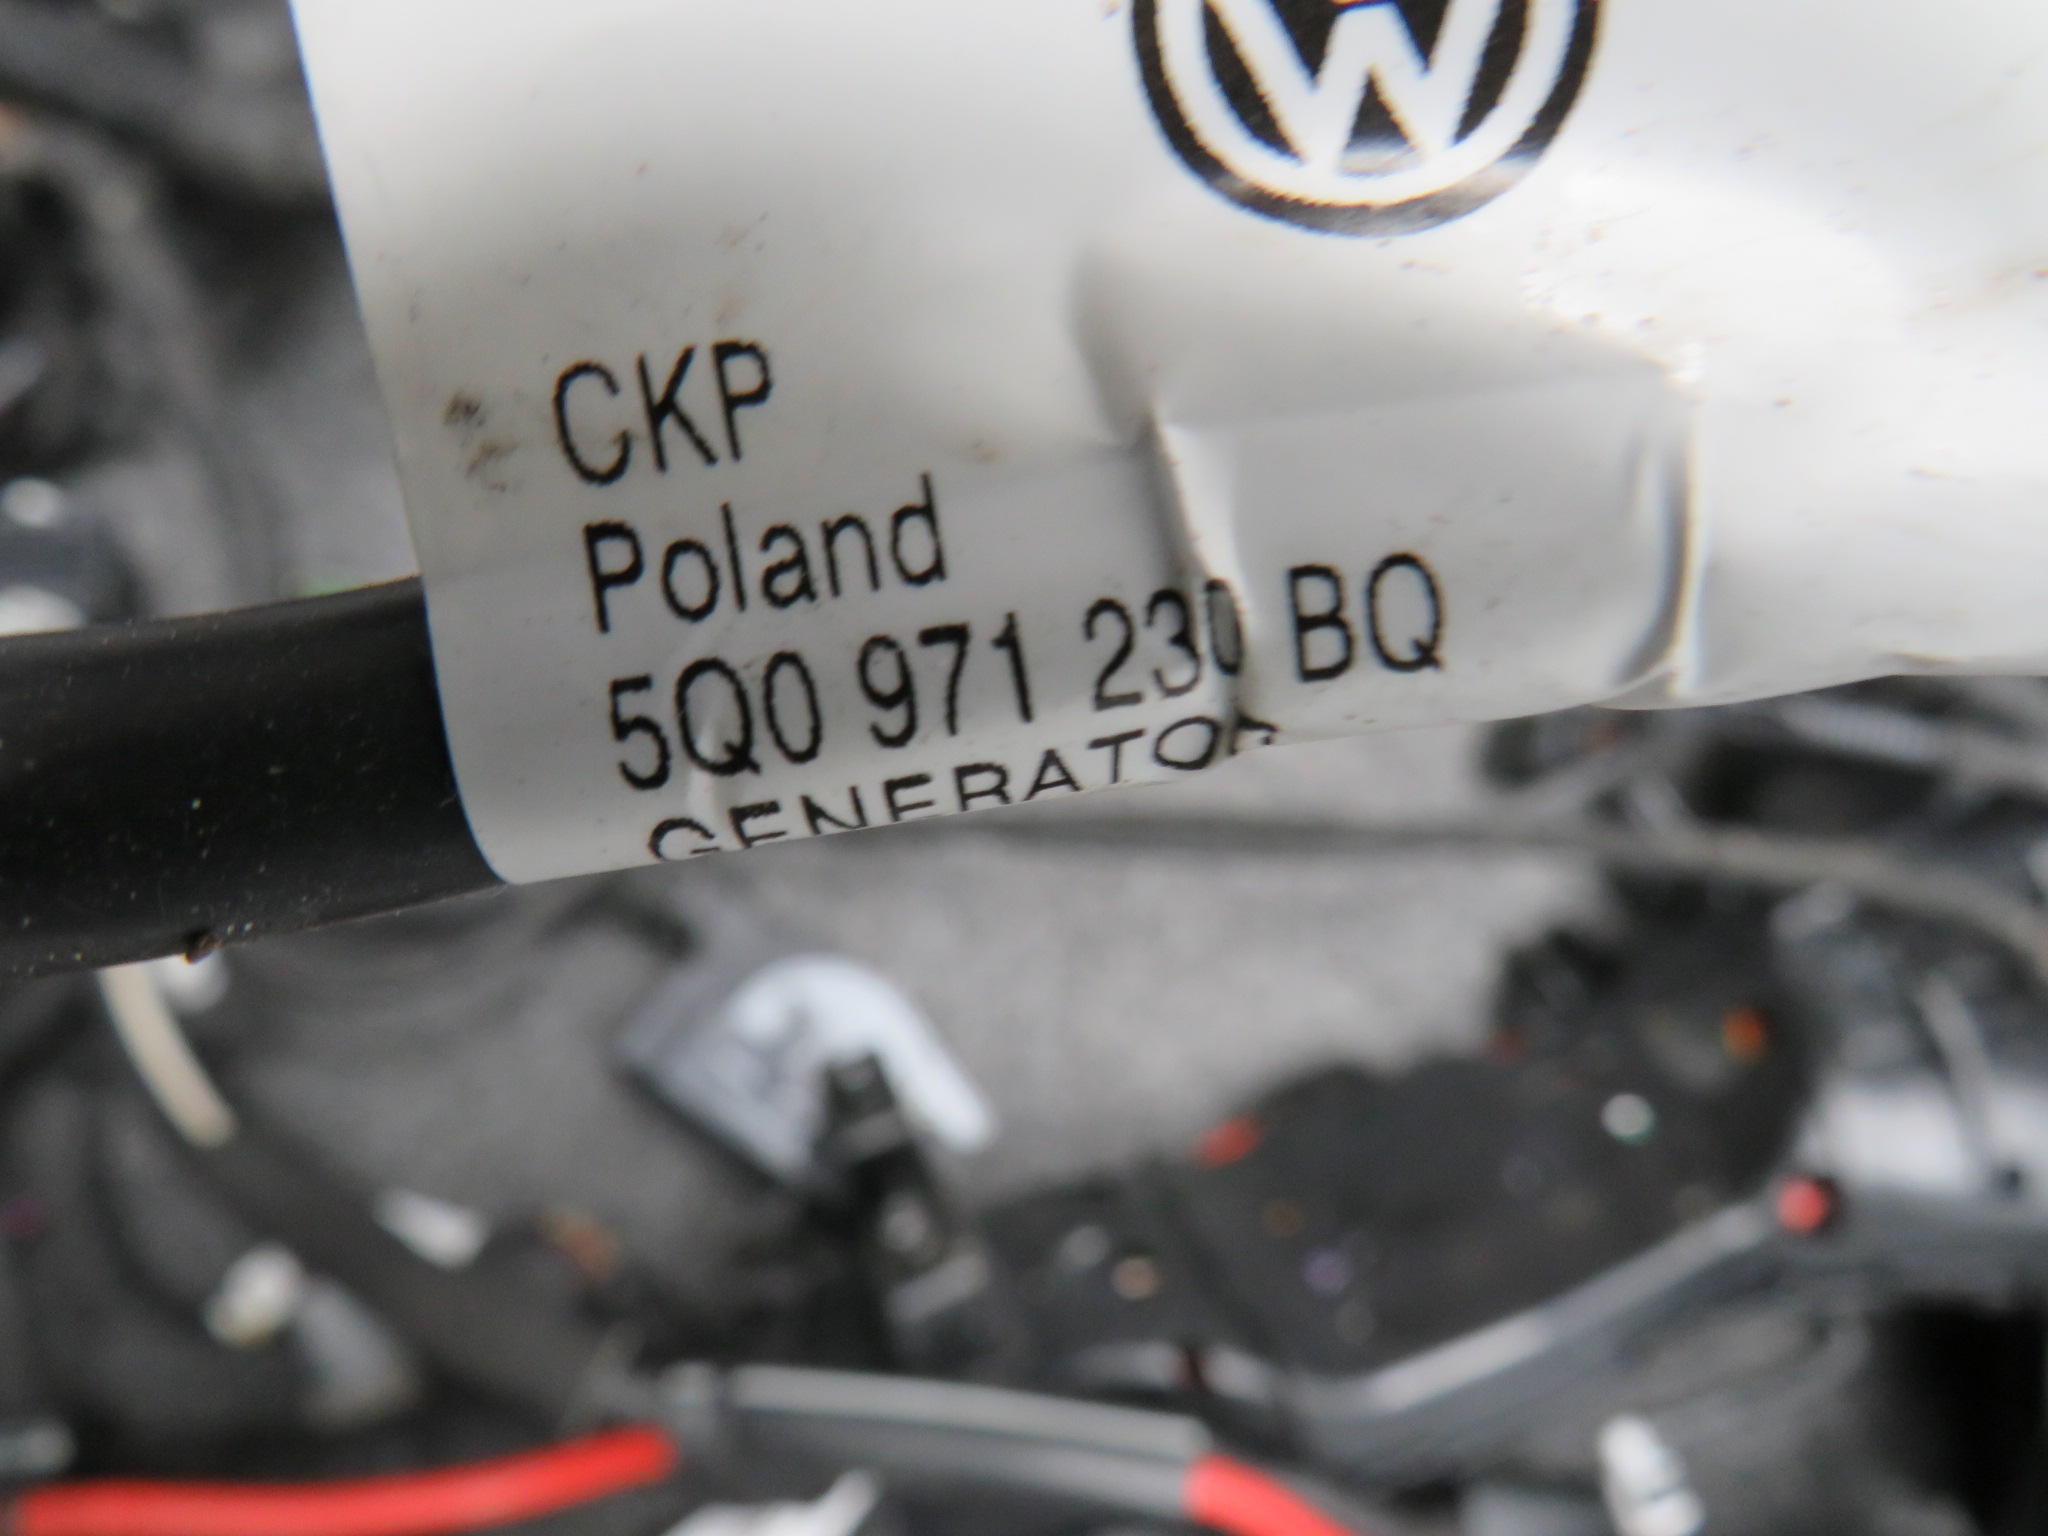 CKP
Poland
5Q0 971 230 BQ
GENERATOR